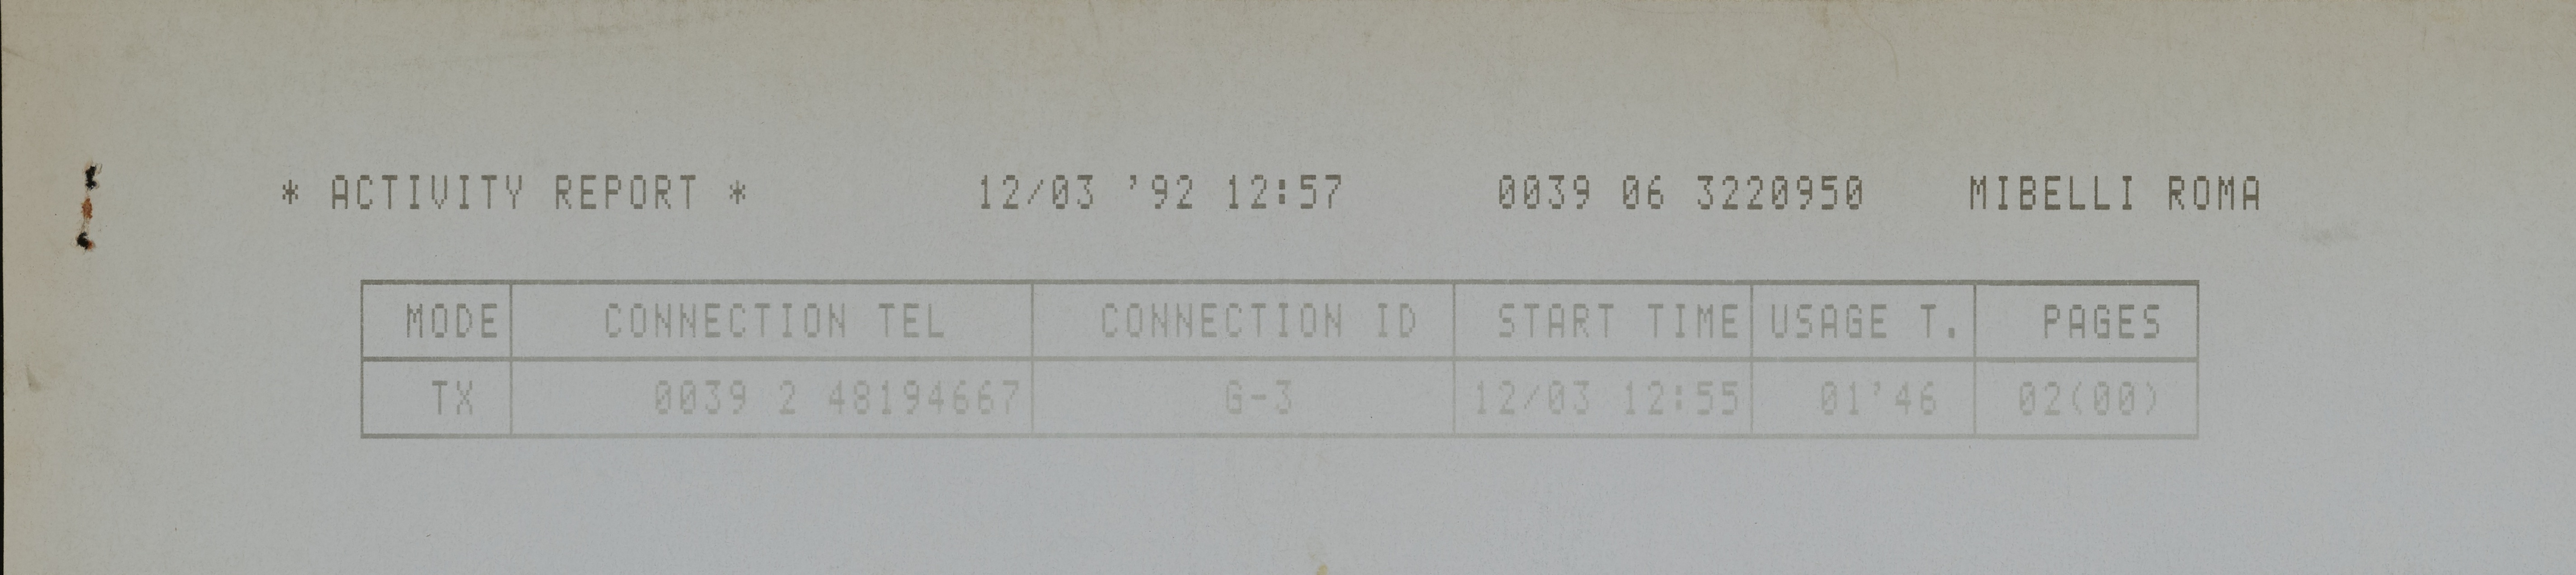 * ACTIVITY REPORT * 12/03 '92 12:57 0039 06 3220950 MIBELLI ROMA
MODE CONNECTION TEL CONNECTION ID START TIME USAGE T. PAGES
TX 0039 2 48194667 G-3 12/03 12:55 01'46 02(00)